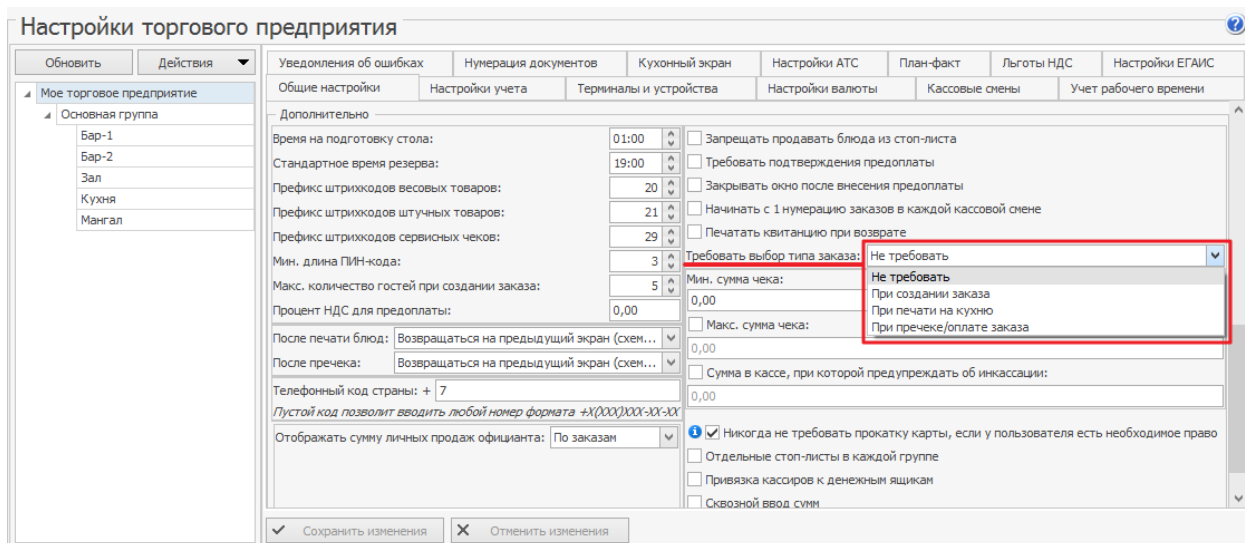 Настройки торгового предприятия
Обновить
Действия
Мое торговое предприятие
Основная группа
Бар-1
Бар-2
Зал
Кухня
Мангал
Уведомления об ошибках
Нумерация документов
Кухонный экран
Настройки АТС
План-факт
Льготы НДС
Настройки ЕГАИС
Общие настройки
Настройки учета
Терминалы и устройства
Настройки валюты
Кассовые смены
Учет рабочего времени
Дополнительно
Время на подготовку стола: 01:00
Стандартное время резерва: 19:00
Префикс штрихкодов весовых товаров: 20
Префикс штрихкодов штучных товаров: 21
Префикс штрихкодов сервисных чеков: 29
Мин. длина ПИН-кода: 3
Макс. количество гостей при создании заказа: 5
Процент НДС для предоплаты: 0,00
После печати блюд: Возвращаться на предыдущий экран (схем...
После пречека: Возвращаться на предыдущий экран (схем...
Телефонный код страны: + 7
Пустой код позволит вводить любой номер формата +X(XXX)XXX-XX-XX
Отображать сумму личных продаж официанта: По заказам
Запрещать продавать блюда из стоп-листа
Требовать подтверждения предоплаты
Закрывать окно после внесения предоплаты
Начинать с 1 нумерацию заказов в каждой кассовой смене
Печатать квитанцию при возврате
Требовать выбор типа заказа: Не требовать
Не требовать
При создании заказа
При печати на кухню
При пречеке/оплате заказа
Мин. сумма чека:
0,00
Макс. сумма чека:
0,00
Сумма в кассе, при которой предупреждать об инкассации:
0,00
Никогда не требовать прокатку карты, если у пользователя есть необходимое право
Отдельные стоп-листы в каждой группе
Привязка кассиров к денежным ящикам
Сквозной ввод сумм
Сохранить изменения
Отменить изменения